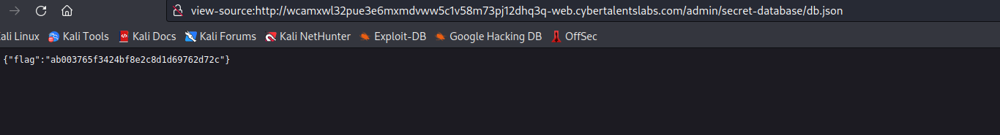 view-source:http://wcamxwl32pue3e6mxmdvww5c1v58m73pj12dhq3q-web.cybertalentslabs.com/admin/secret-database/db.json
ali Linux Kali Tools Kali Docs Kali Forums Kali NetHunter Exploit-DB Google Hacking DB OffSec
{"flag":"ab003765f3424bf8e2c8d1d69762d72c"}